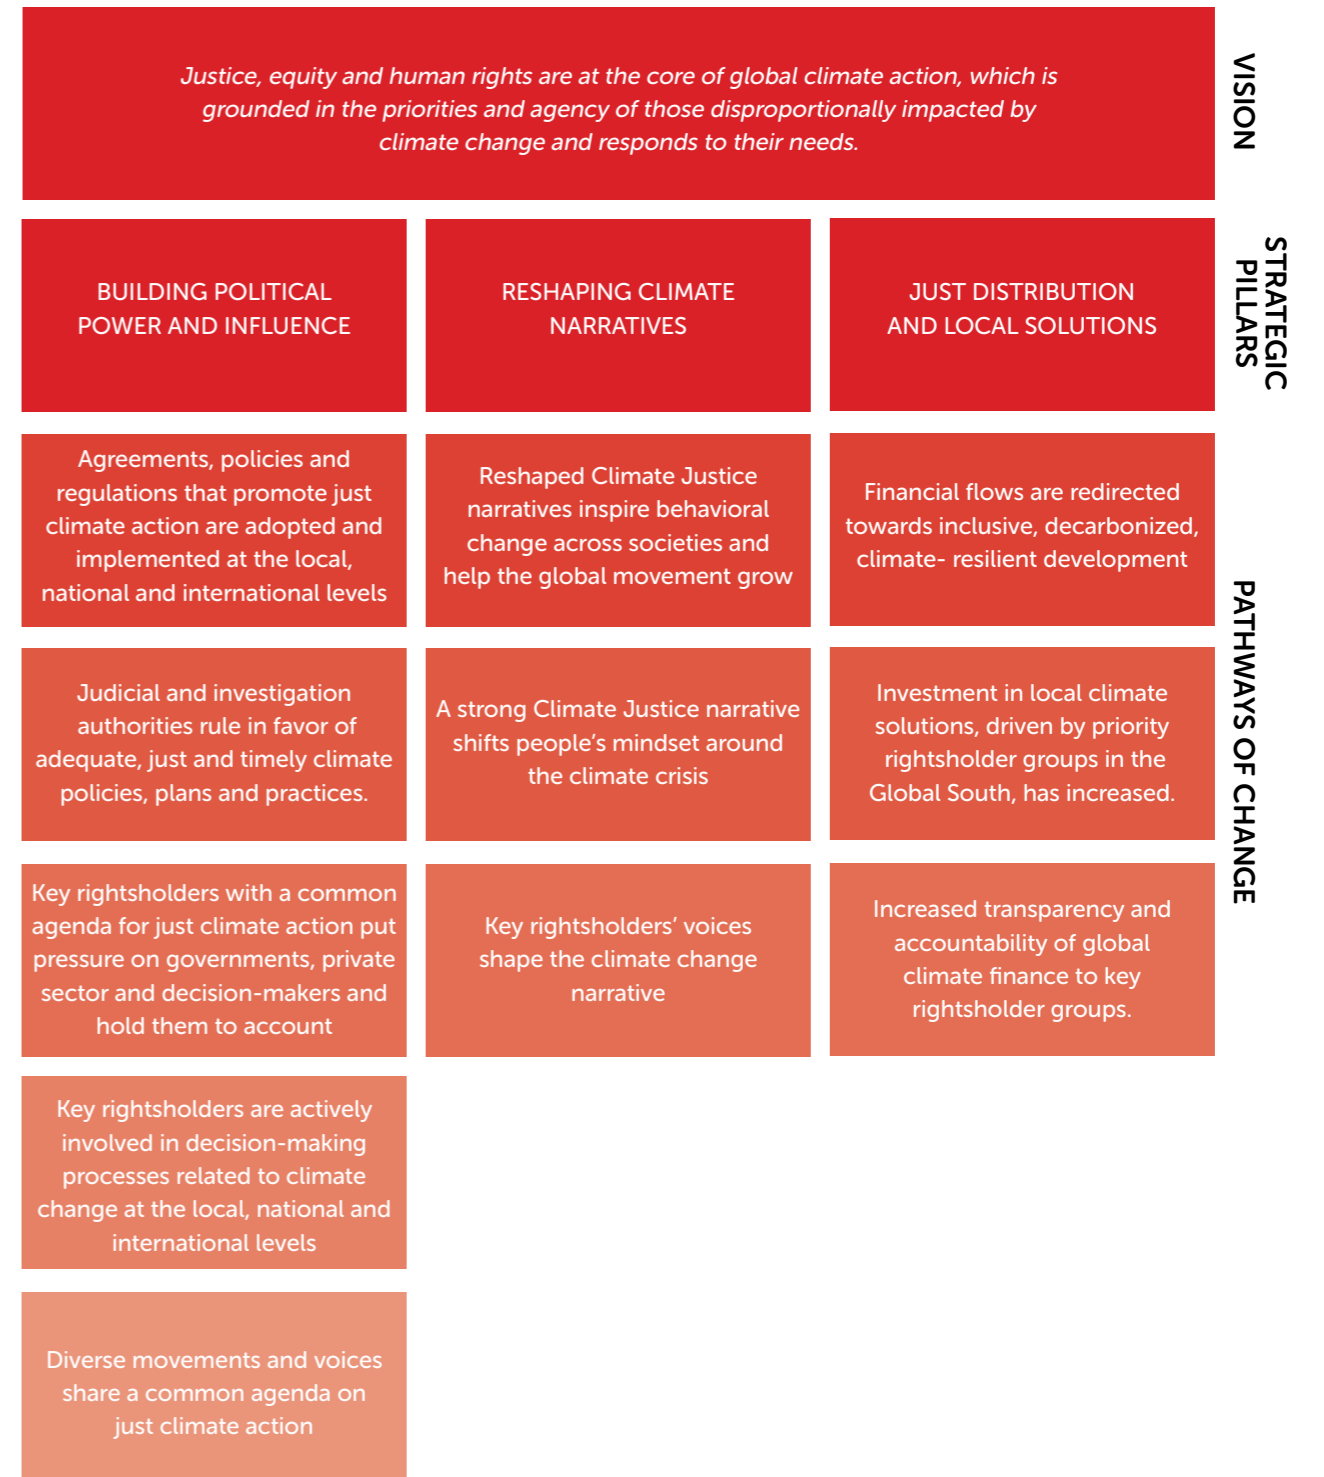 Justice, equity and human rights are at the core of global climate action, which is
grounded in the priorities and agency of those disproportionally impacted by
climate change and responds to their needs.
VISION
BUILDING POLITICAL
POWER AND INFLUENCE
RESHAPING CLIMATE
NARRATIVES
JUST DISTRIBUTION
AND LOCAL SOLUTIONS
STRATEGIC
PILLARS
Agreements, policies and
regulations that promote just
climate action are adopted and
implemented at the local,
national and international levels
Reshaped Climate Justice
narratives inspire behavioral
change across societies and
help the global movement grow
Financial flows are redirected
towards inclusive, decarbonized,
climate- resilient development
PATHWAYS OF CHANGE
Judicial and investigation
authorities rule in favor of
adequate, just and timely climate
policies, plans and practices.
A strong Climate Justice narrative
shifts people's mindset around
the climate crisis
Investment in local climate
solutions, driven by priority
rightsholder groups in the
Global South, has increased.
Key rightsholders with a common
agenda for just climate action put
pressure on governments, private
sector and decision-makers and
hold them to account
Key rightsholders' voices
shape the climate change
narrative
Increased transparency and
accountability of global
climate finance to key
rightsholder groups.
Key rightsholders are actively
involved in decision-making
processes related to climate
change at the local, national and
international levels
Diverse movements and voices
share a common agenda on
just climate action